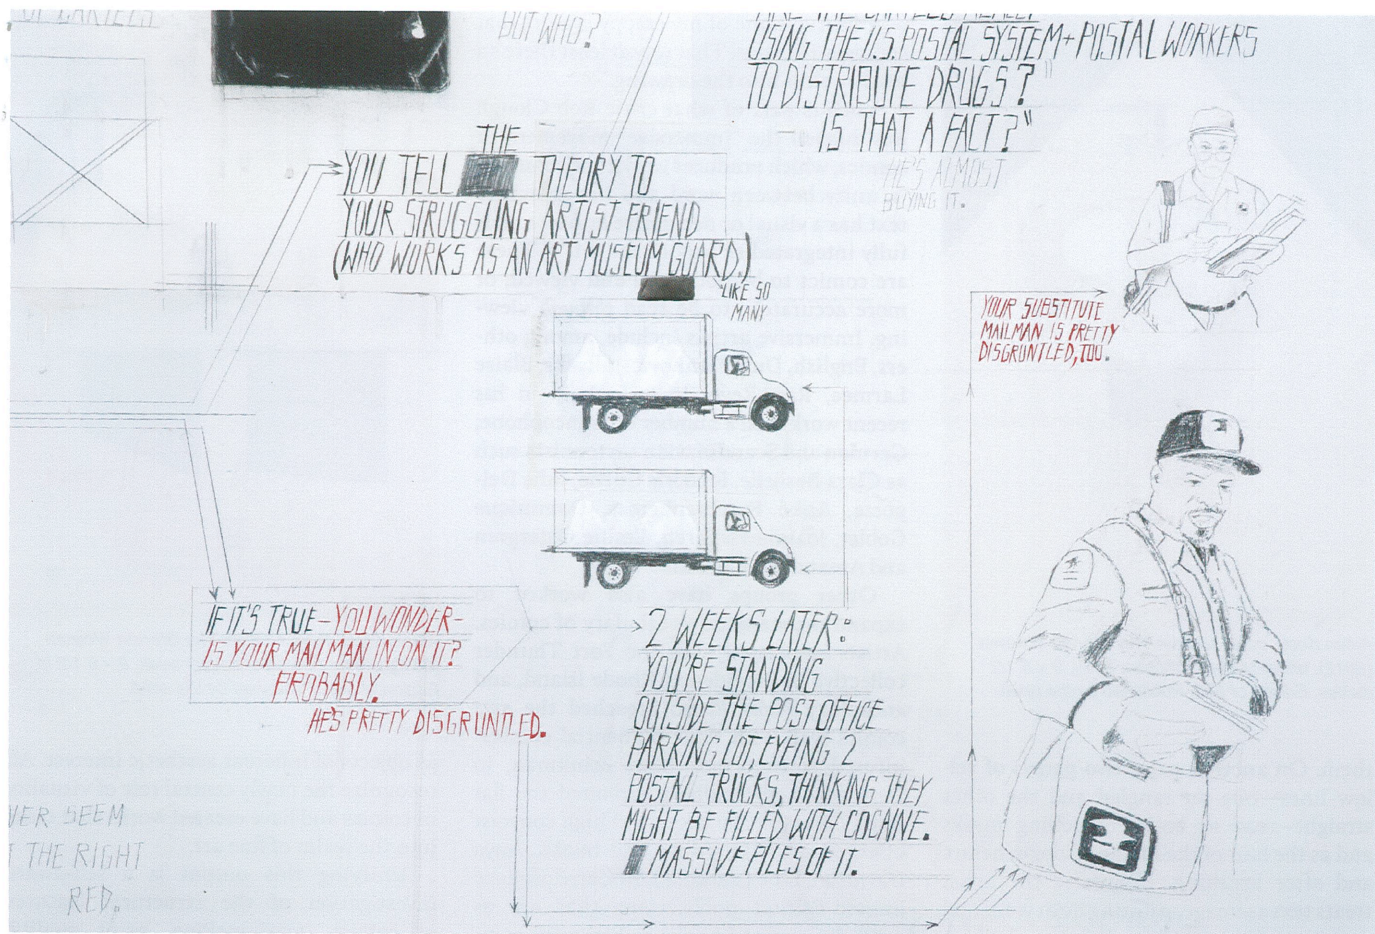 OF CARTELS
BUT WHO?
USING THE U.S. POSTAL SYSTEM + POSTAL WORKERS
TO DISTRIBUTE DRUGS?"
IS THAT A FACT?"
HE'S ALMOST
BUYING IT.
THE
YOU TELL THEORY TO
YOUR STRUGGLING ARTIST FRIEND
(WHO WORKS AS AN ART MUSEUM GUARD)
LIKE SO
MANY
YOUR SUBSTITUTE
MAILMAN IS PRETTY
DISGRUNTLED, TOO.
IF IT'S TRUE -YOU WONDER-
IS YOUR MAILMAN IN ON IT?
PROBABLY.
HE'S PRETTY DISGRUNTLED.
2 WEEKS LATER:
YOU'RE STANDING
OUTSIDE THE POST OFFICE
PARKING LOT, EYEING 2
POSTAL TRUCKS, THINKING THEY
MIGHT BE FILLED WITH COCAINE.
MASSIVE PILES OF IT.
VER SEEM
T THE RIGHT
RED.